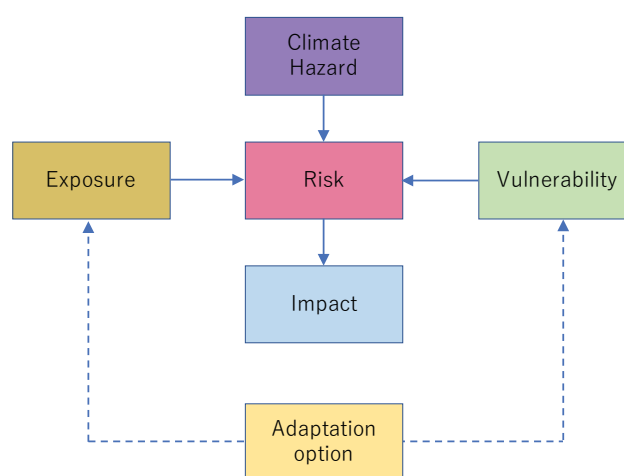 Climate
Hazard
Exposure
Risk
Vulnerability
Impact
Adaptation
option